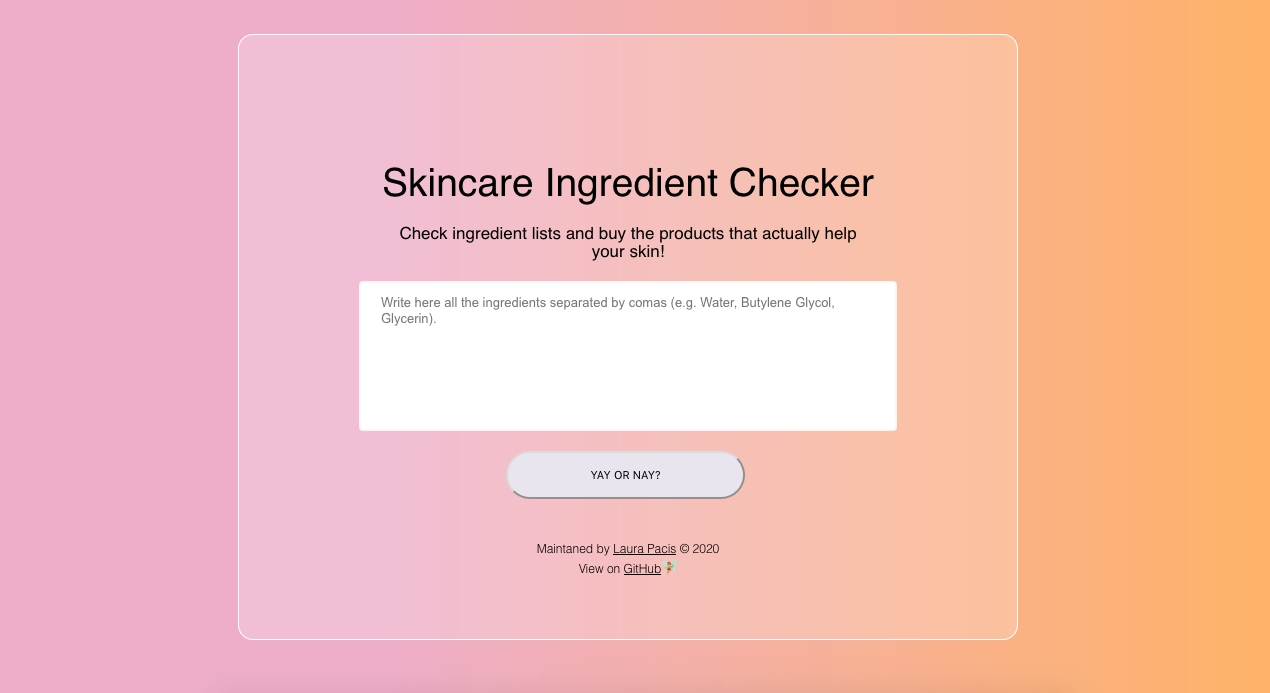 Skincare Ingredient Checker
Check ingredient lists and buy the products that actually help
your skin!
Write here all the ingredients separated by comas (e.g. Water, Butylene Glycol,
Glycerin).
YAY OR NAY?
Maintaned by Laura Pacis © 2020
View on GitHub